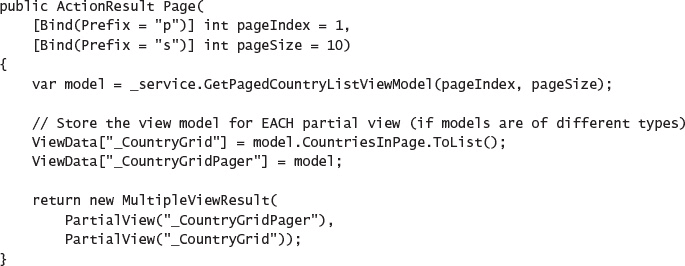 public ActionResult Page(
    [Bind(Prefix = "p")] int pageIndex = 1,
    [Bind(Prefix = "s")] int pageSize = 10)
{
    var model = _service.GetPagedCountryListViewModel(pageIndex, pageSize);

    // Store the view model for EACH partial view (if models are of different types)
    ViewData["_CountryGrid"] = model.CountriesInPage.ToList();
    ViewData["_CountryGridPager"] = model;

    return new MultipleViewResult(
        PartialView("_CountryGridPager"),
        PartialView("_CountryGrid"));
}